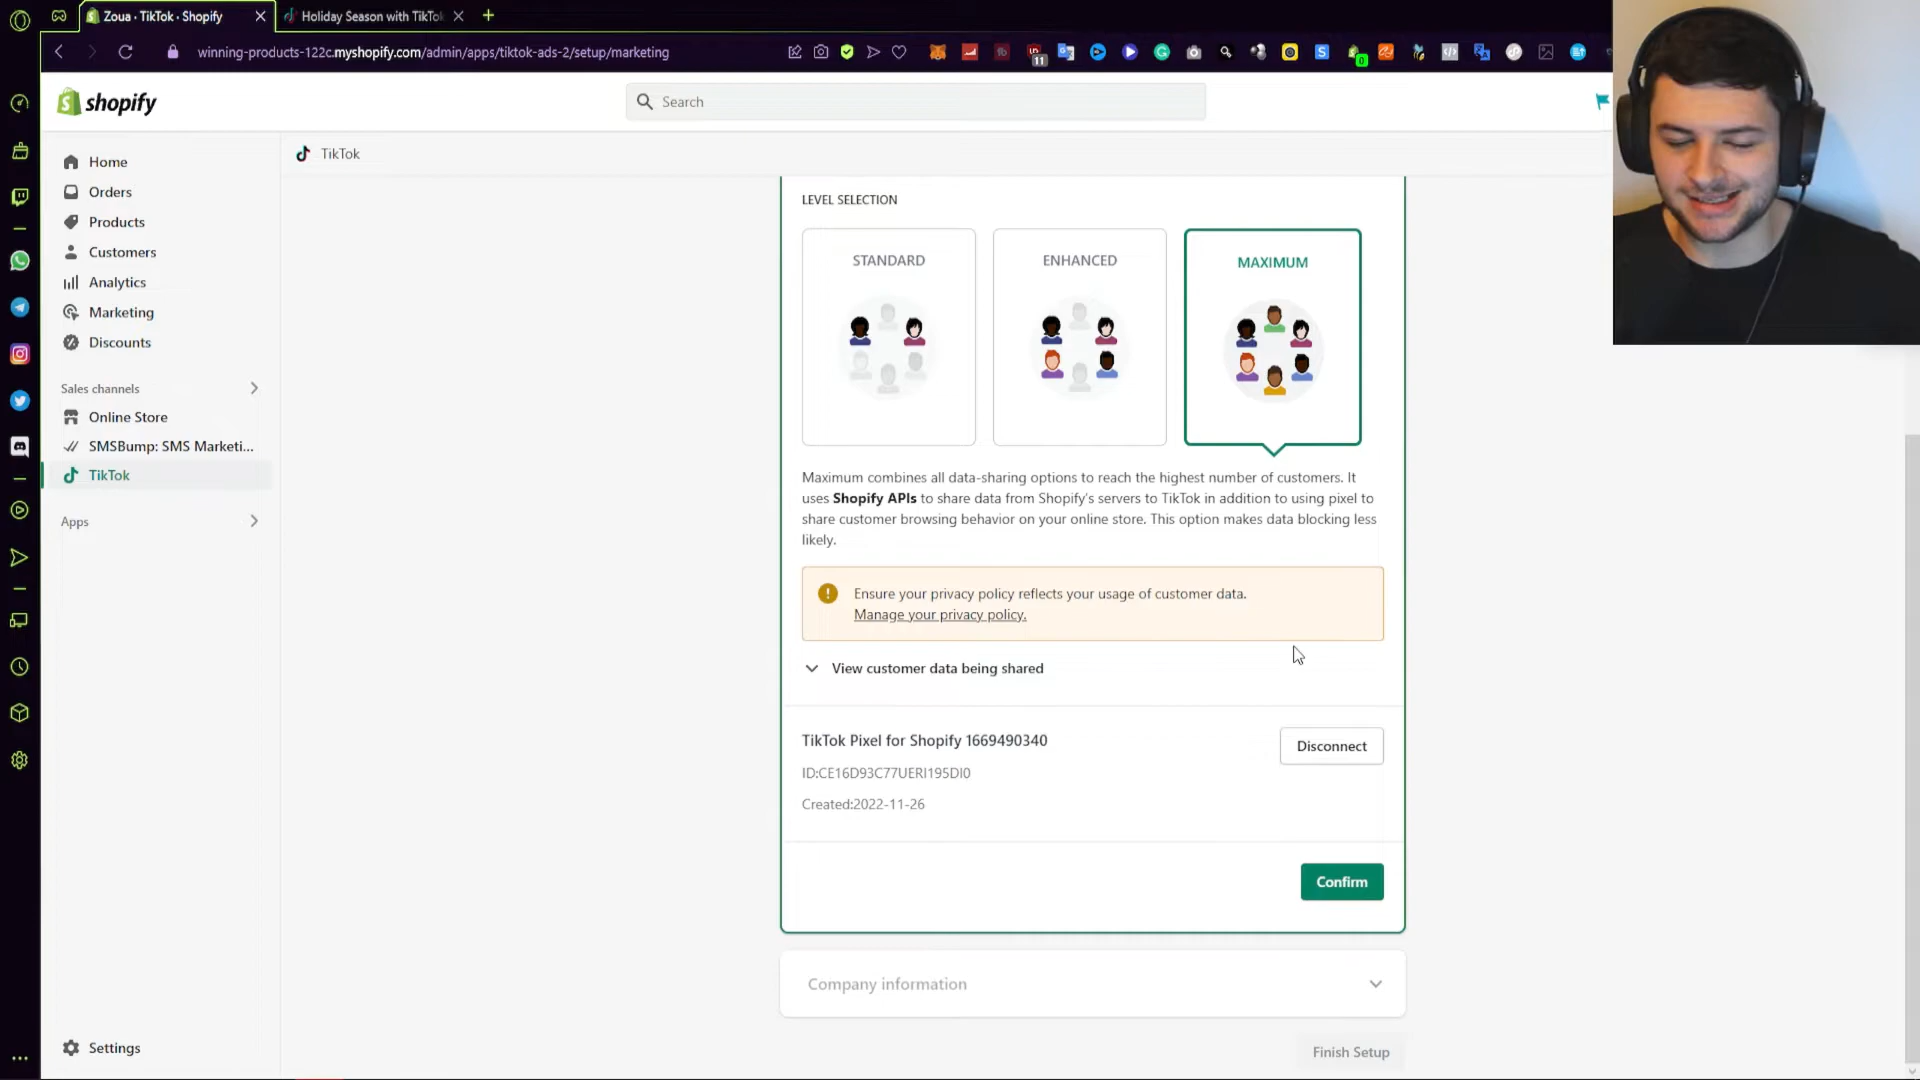 Zoua · TikTok · Shopify
Holiday Season with TikTok
winning-products-122c.myshopify.com/admin/apps/tiktok-ads-2/setup/marketing
11
0
shopify
Search
Home
Orders
Products
Customers
Analytics
Marketing
Discounts
Sales channels
Online Store
SMSBump: SMS Marketi...
TikTok
Apps
Settings
TikTok
LEVEL SELECTION
STANDARD
ENHANCED
MAXIMUM
Maximum combines all data-sharing options to reach the highest number of customers. It
uses Shopify APIs to share data from Shopify's servers to TikTok in addition to using pixel to
share customer browsing behavior on your online store. This option makes data blocking less
likely.
Ensure your privacy policy reflects your usage of customer data.
Manage your privacy policy.
View customer data being shared
TikTok Pixel for Shopify 1669490340
Disconnect
ID:CE16D93C77UERI195DI0
Created:2022-11-26
Confirm
Company information
Finish Setup